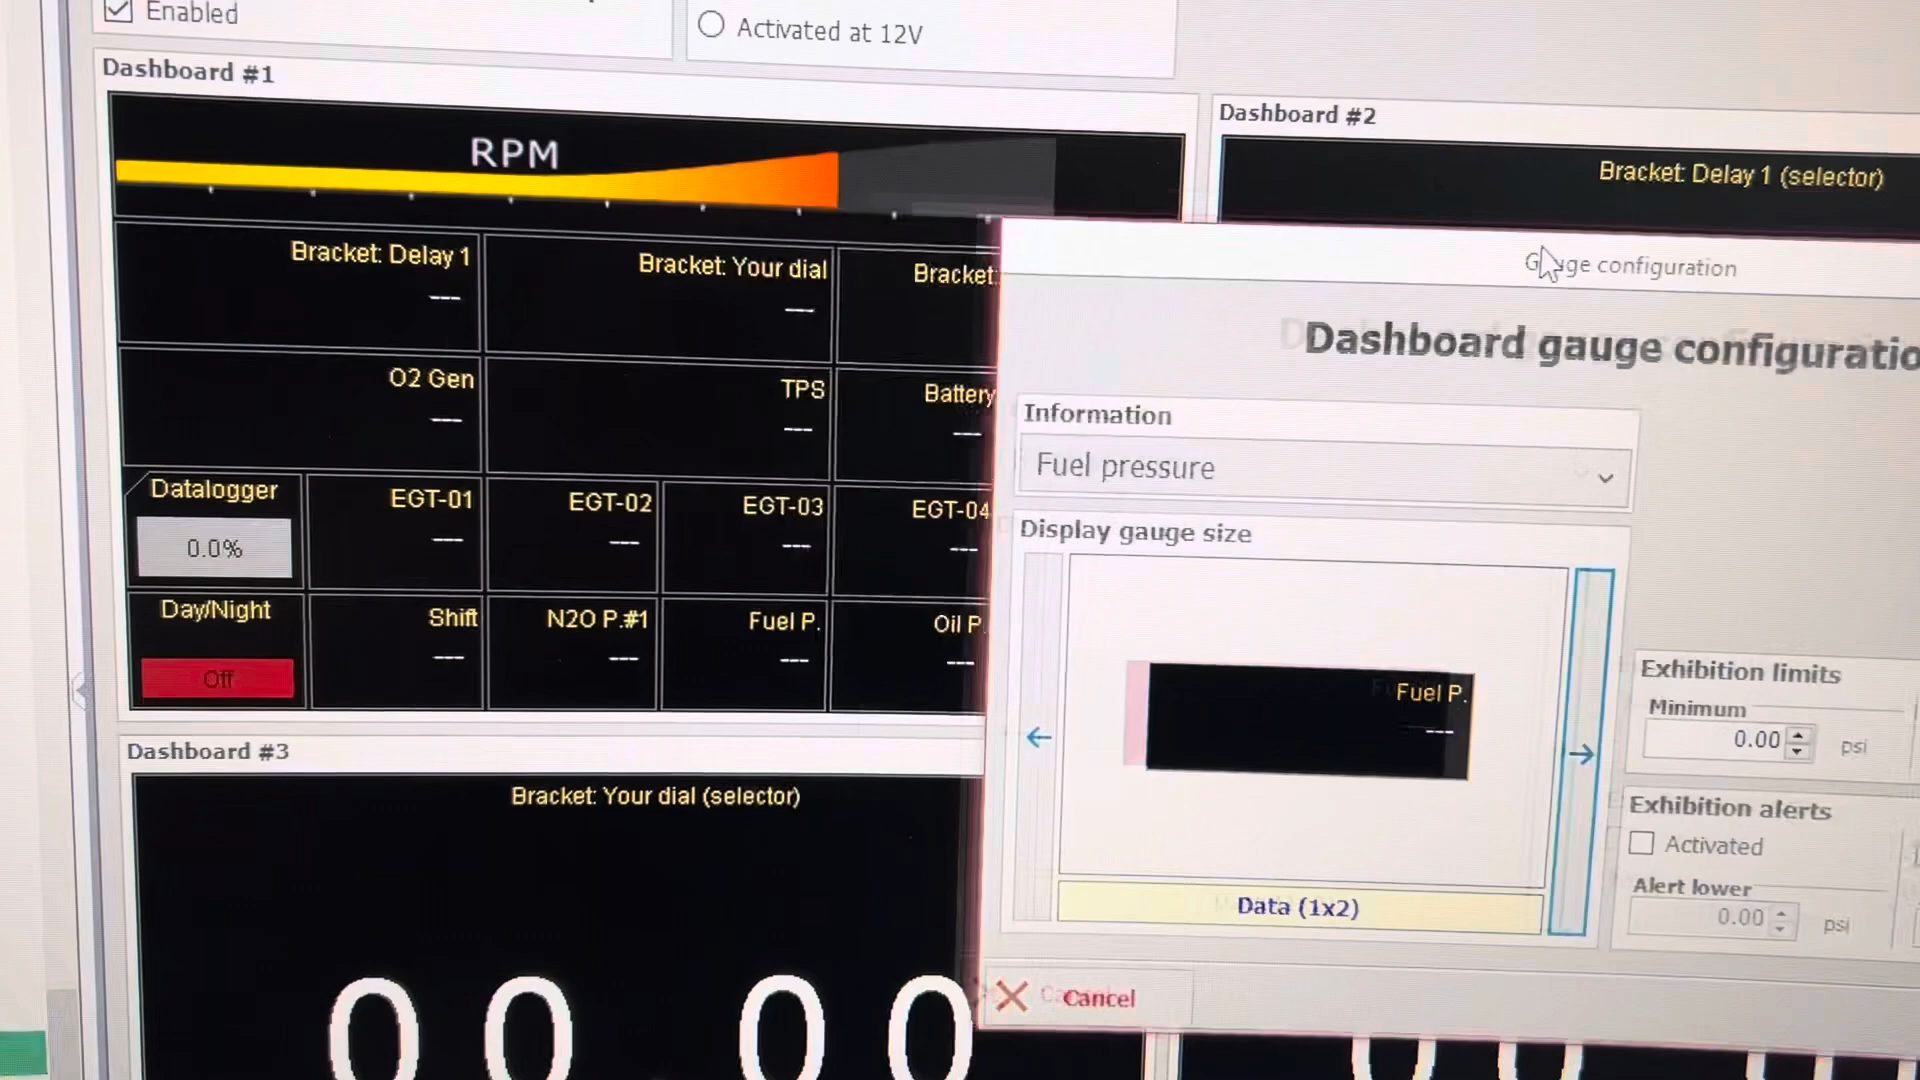 Enabled
Activated at 12V
Dashboard #1
RPM
Bracket: Delay 1
---
Bracket: Your dial
---
Bracket:
O2 Gen
---
TPS
---
Battery
---
Datalogger
0.0%
EGT-01
---
EGT-02
---
EGT-03
---
EGT-04
---
Day/Night
Off
Shift
---
N2O P.#1
---
Fuel P.
---
Oil P.
---
Dashboard #2
Bracket: Delay 1 (selector)
Gauge configuration
Dashboard gauge configuratio
Information
Fuel pressure
Display gauge size
Fuel P.
---
Data (1x2)
Exhibition limits
Minimum
0.00 psi
Exhibition alerts
Activated
Alert lower
0.00 psi
Cancel
Dashboard #3
Bracket: Your dial (selector)
00 00